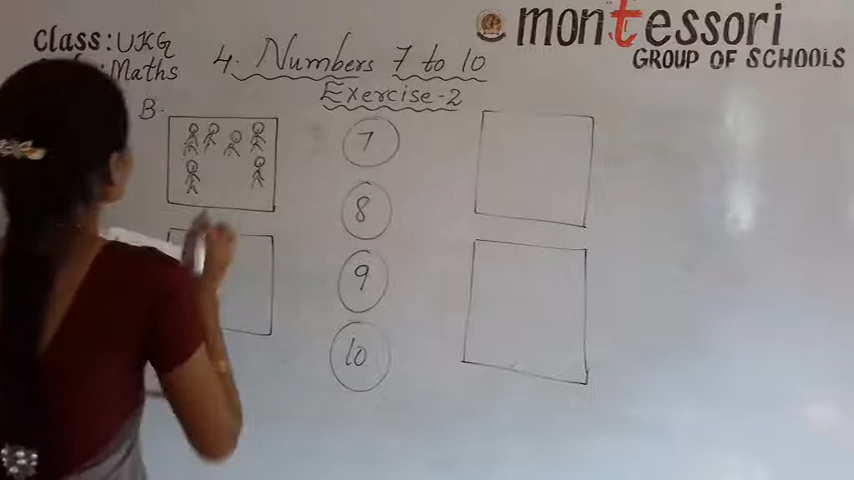 montessori
GROUP OF SCHOOLS
Class: UKG
Maths
4. Numbers 7 to 10
Exercise-2
B.
7
8
9
10